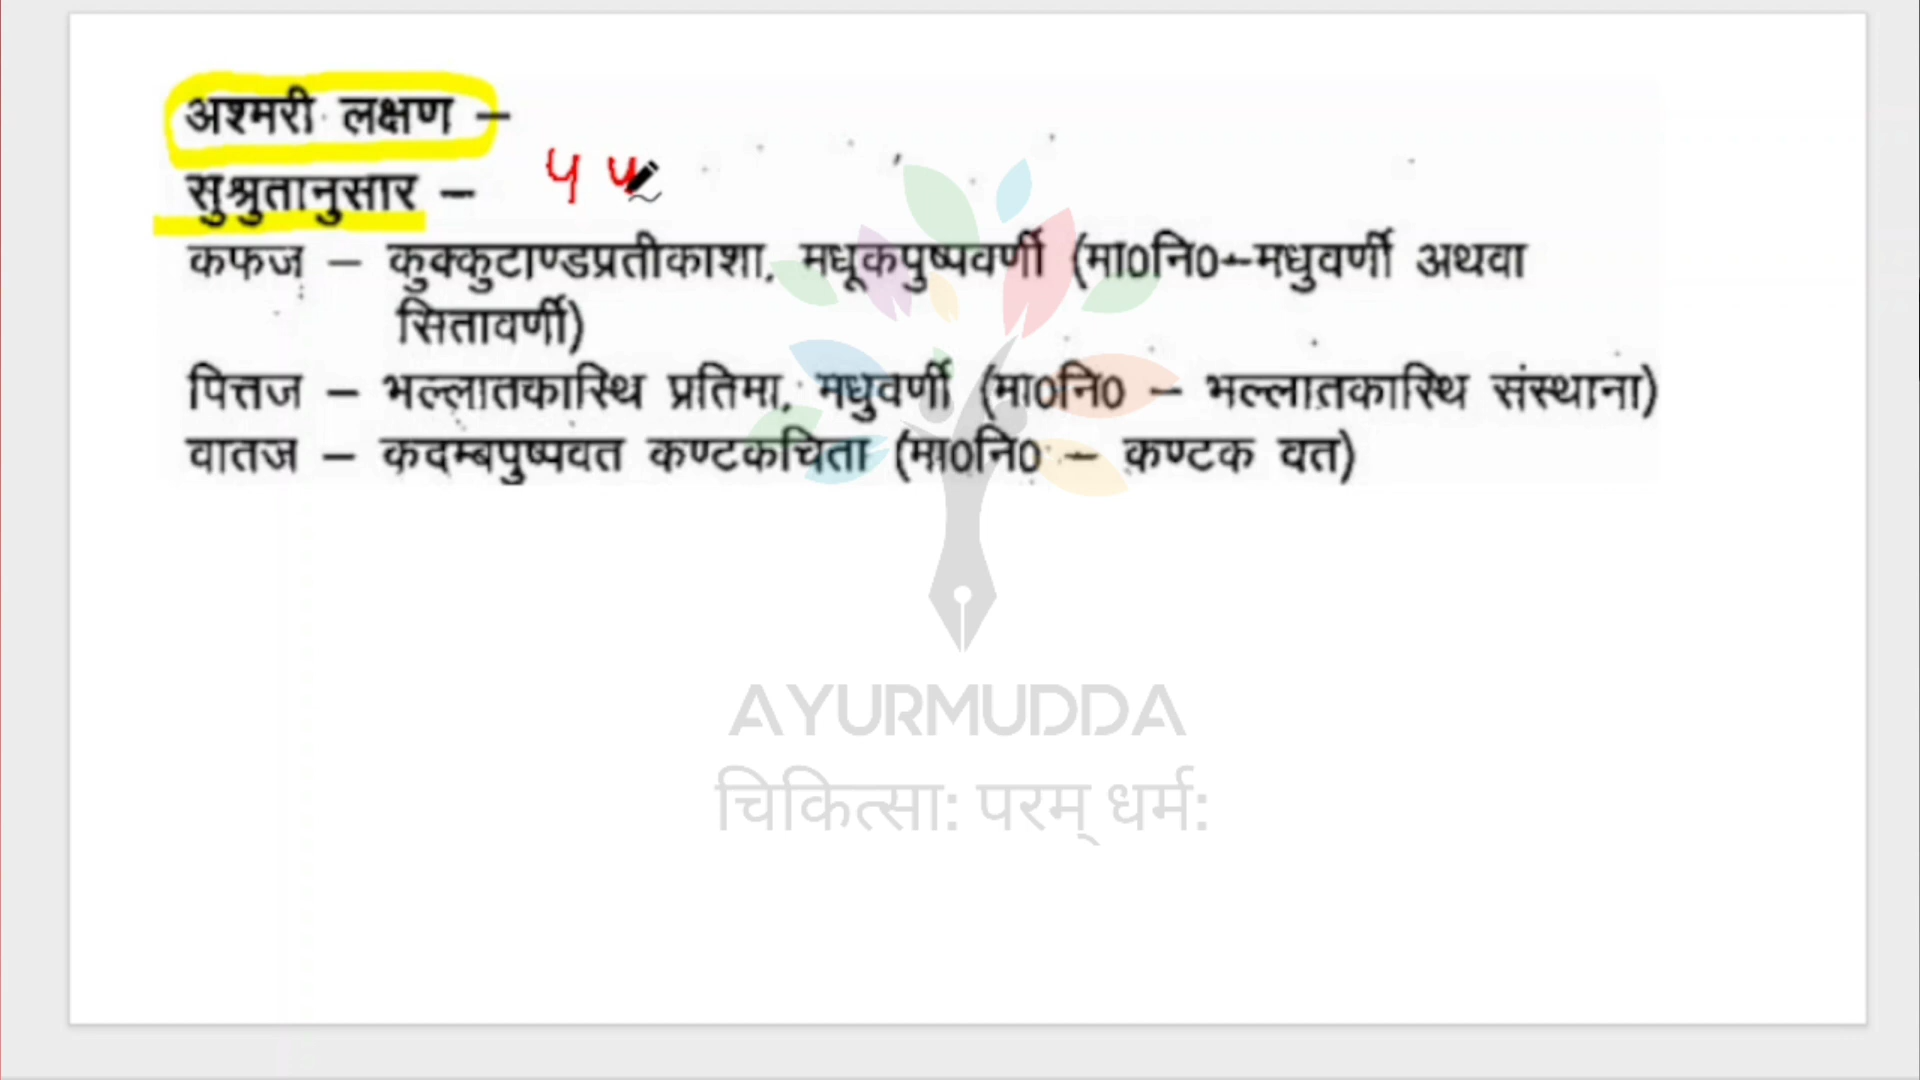 अश्मरी लक्षण –
सुश्रुतानुसार –
कफज – कुक्कुटाण्डप्रतीकाशा, मधूकपुष्पवर्णी (मा0नि0–मधुवर्णी अथवा
सितावर्णी)
पित्तज – भल्लातकास्थि प्रतिमा, मधुवर्णी (मा0नि0 – भल्लातकास्थि संस्थाना)
वातज – कदम्बपुष्पवत कण्टकचिता (मा0नि0 – कण्टक वत)
AYURMUDDA
चिकित्सा: परम् धर्म: